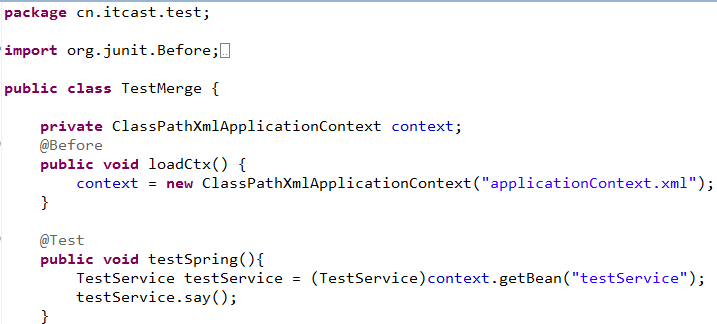 package cn.itcast.test;
import org.junit.Before;
public class TestMerge {
private ClassPathXmlApplicationContext context;
@Before
public void loadCtx() {
context = new ClassPathXmlApplicationContext("applicationContext.xml");
}
@Test
public void testSpring(){
TestService testService = (TestService)context.getBean("testService");
testService.say();
}